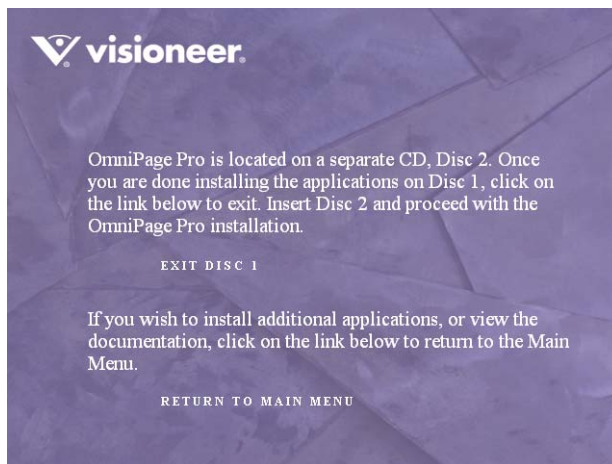 visioneer®
OmniPage Pro is located on a separate CD, Disc 2. Once
you are done installing the applications on Disc 1, click on
the link below to exit. Insert Disc 2 and proceed with the
OmniPage Pro installation.
EXIT DISC 1
If you wish to install additional applications, or view the
documentation, click on the link below to return to the Main
Menu.
RETURN TO MAIN MENU